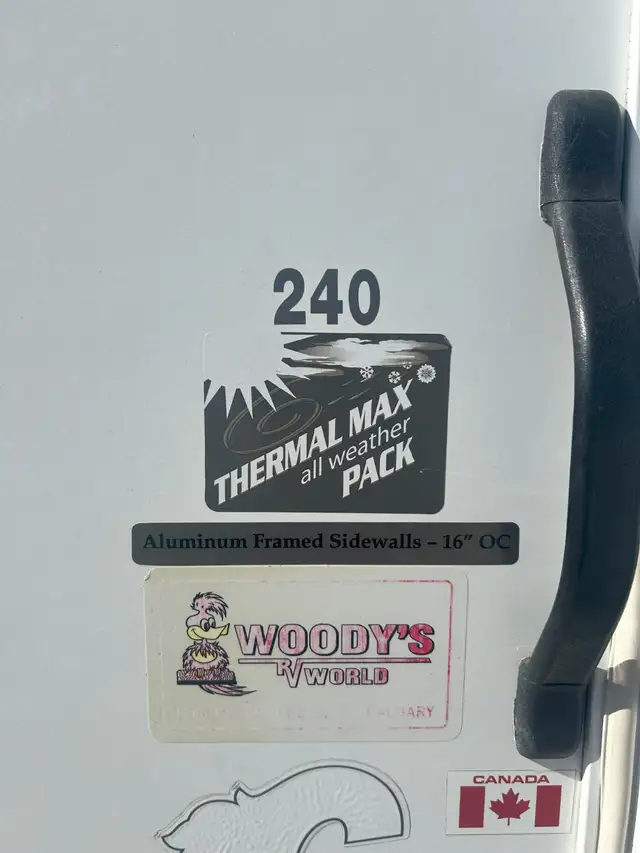 240
THERMAL MAX
all weather
PACK
Aluminum Framed Sidewalls – 16” OC
WOODY'S
RV WORLD
CALGARY
CANADA